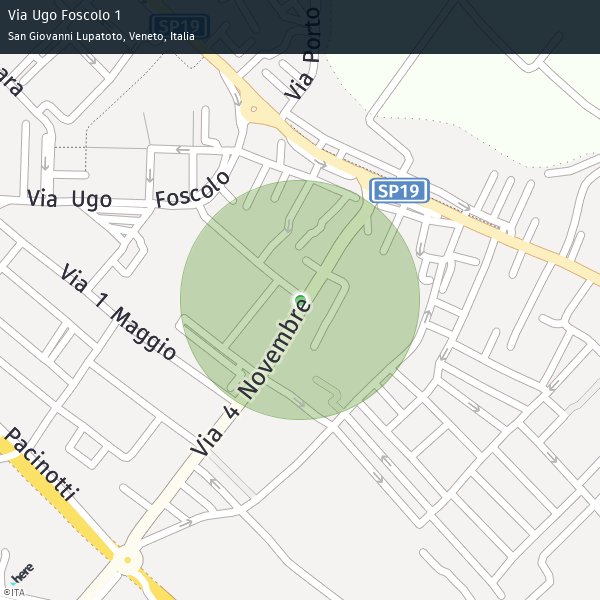 Via Ugo Foscolo 1
San Giovanni Lupatoto, Veneto, Italia
SP19
Via Porto
Via Ugo Foscolo
SP19
Via 1 Maggio
Via 4 Novembre
Pacinotti
here
©ITA